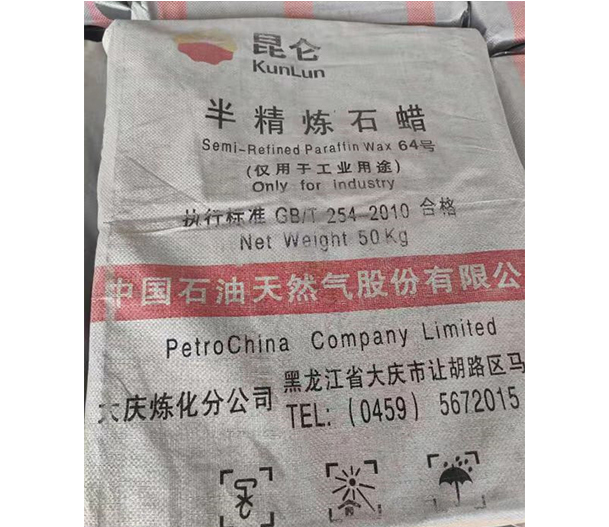 昆仑
KunLun
半精炼石蜡
Semi-Refined Paraffin Wax 64号
(仅用于工业用途)
Only for industry
执行标准 GB/T 254-2010 合格
Net Weight 50Kg
中国石油天然气股份有限公
PetroChina Company Limited
大庆炼化分公司
黑龙江省大庆市让胡路区马
TEL: (0459) 5672015